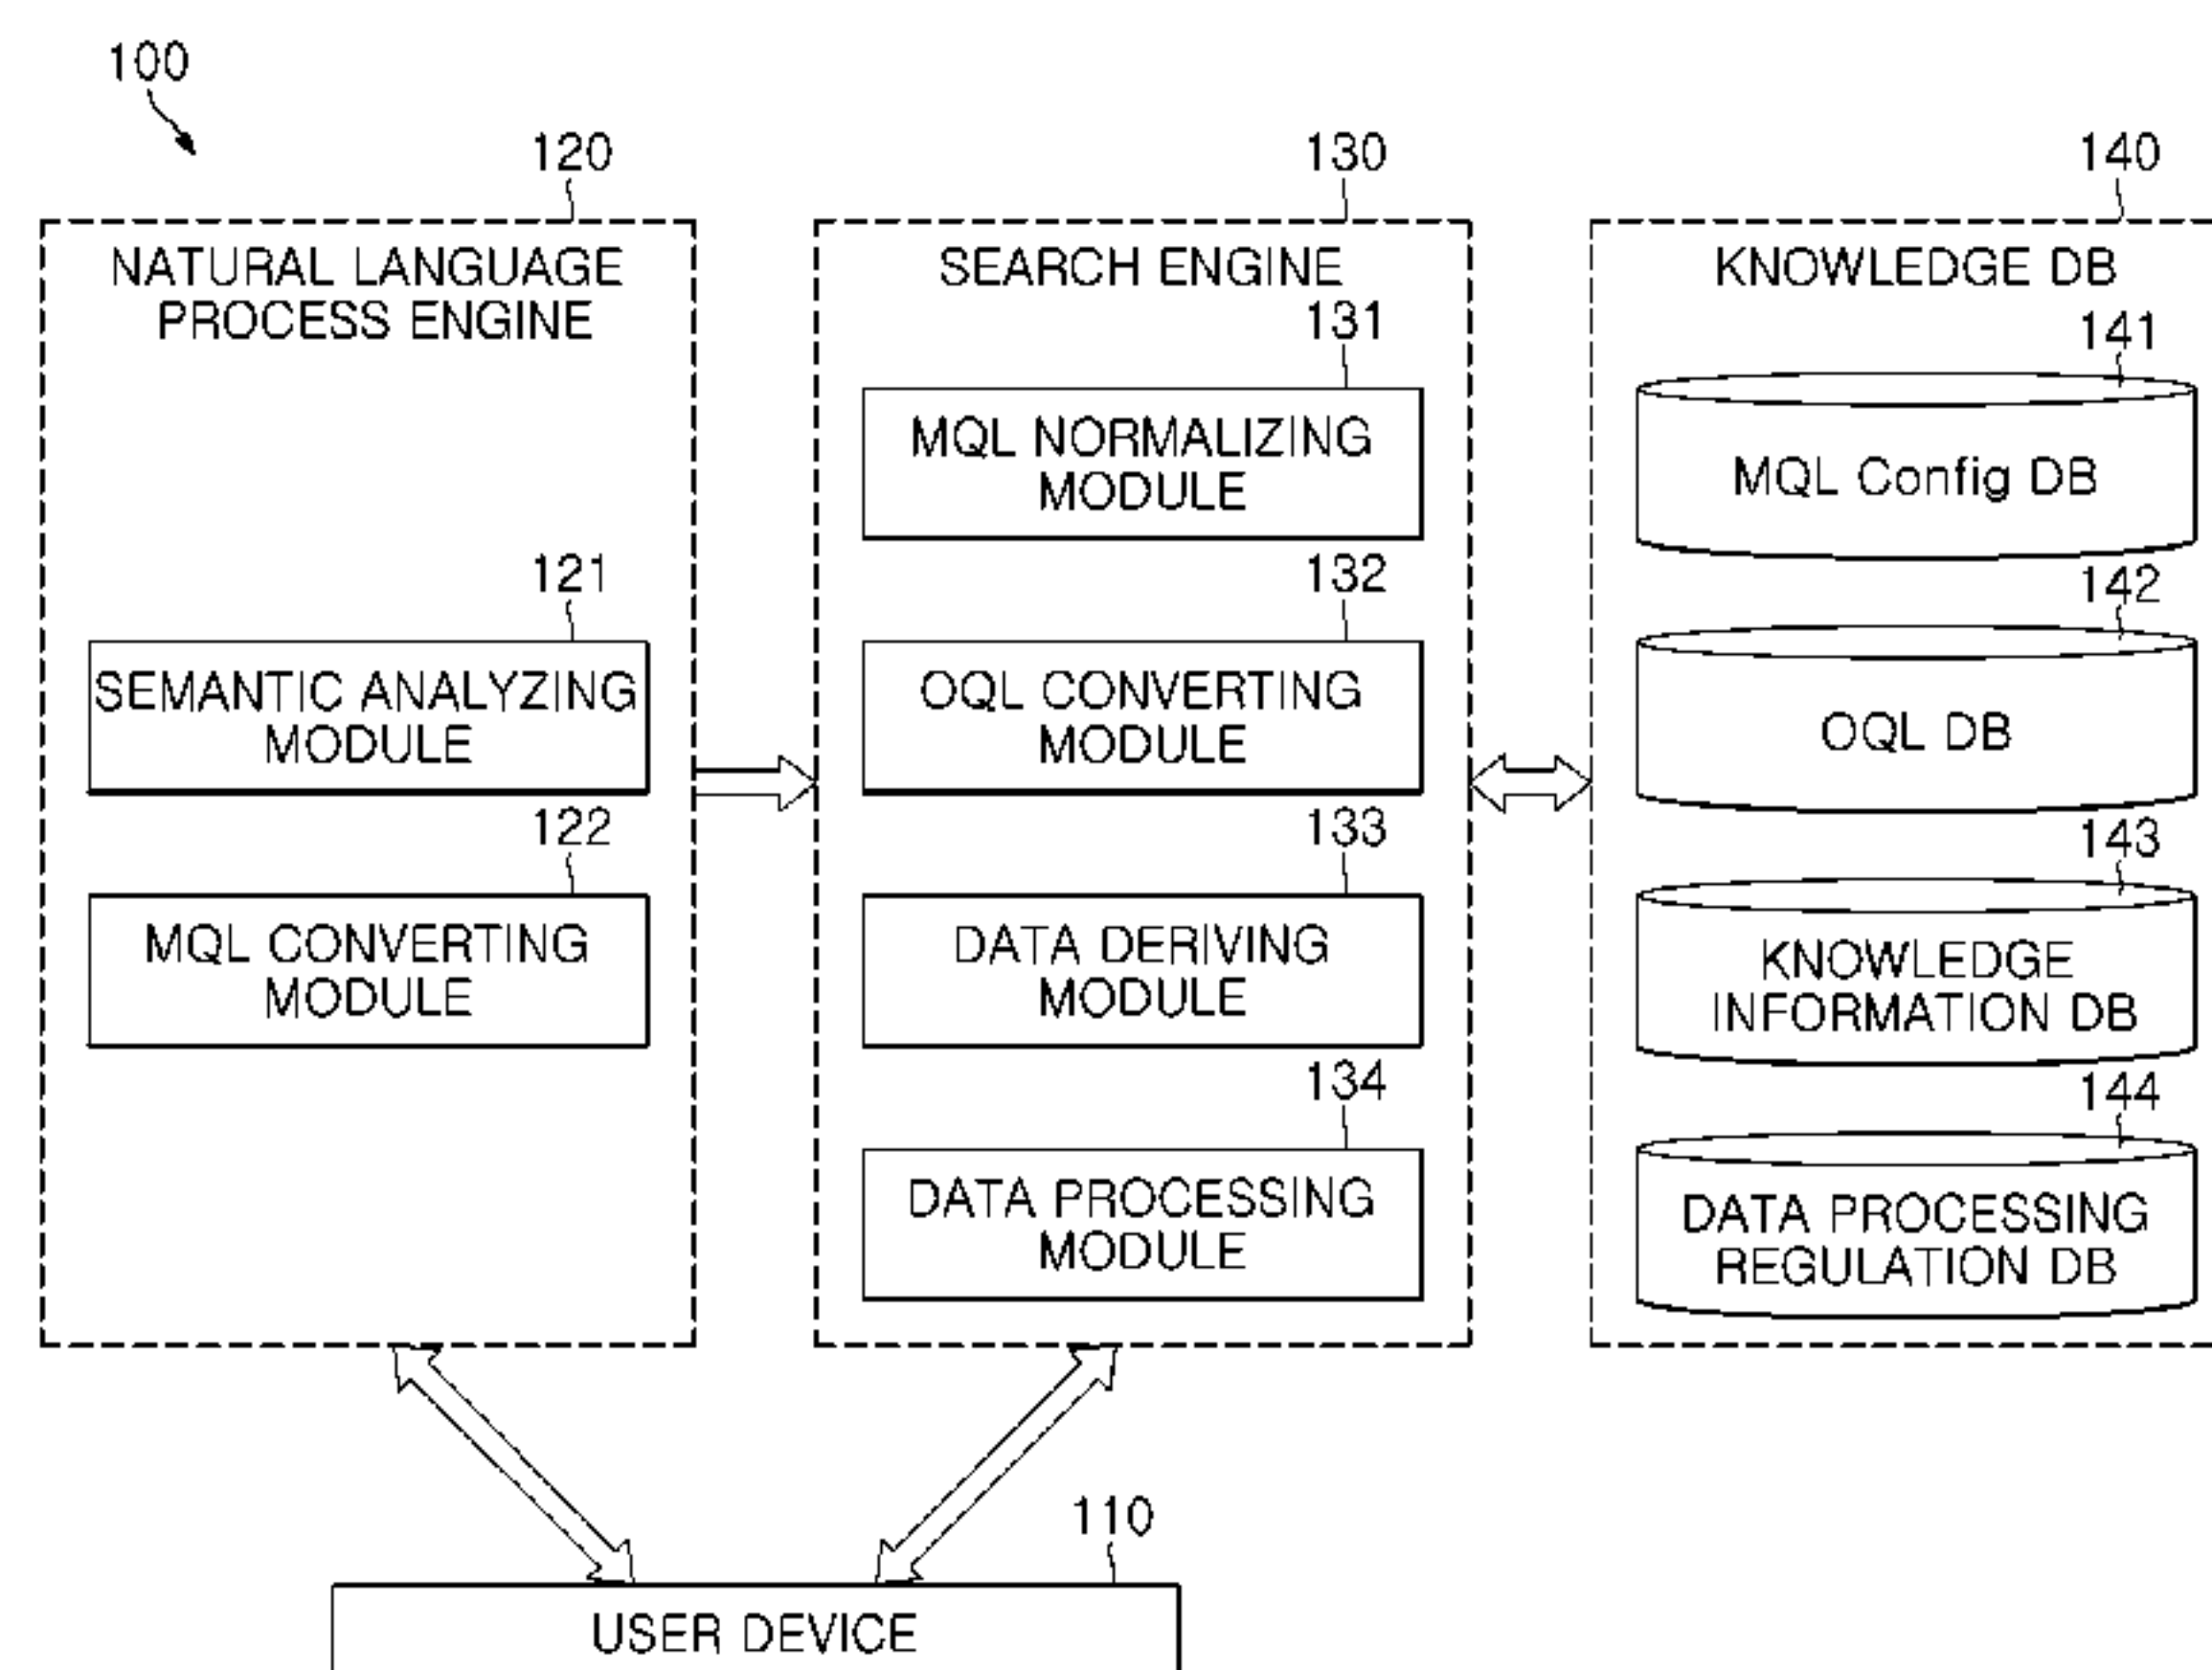 100
120
NATURAL LANGUAGE
PROCESS ENGINE
121
SEMANTIC ANALYZING
MODULE
122
MQL CONVERTING
MODULE
130
SEARCH ENGINE
131
MQL NORMALIZING
MODULE
132
OQL CONVERTING
MODULE
133
DATA DERIVING
MODULE
134
DATA PROCESSING
MODULE
140
KNOWLEDGE DB
141
MQL Config DB
142
OQL DB
143
KNOWLEDGE
INFORMATION DB
144
DATA PROCESSING
REGULATION DB
110
USER DEVICE